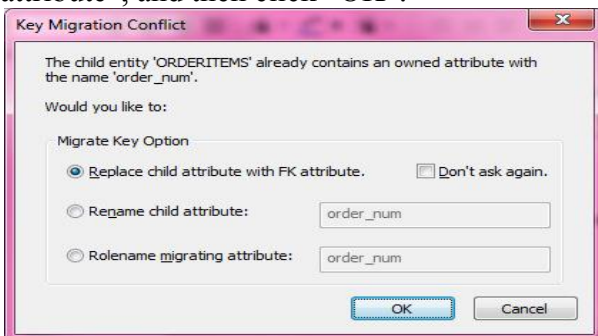 attribute", and then click "OK".
Key Migration Conflict
The child entity 'ORDERITEMS' already contains an owned attribute with
the name 'order_num'.
Would you like to:
Migrate Key Option
Replace child attribute with FK attribute.
Don't ask again.
Rename child attribute:
order_num
Rolename migrating attribute:
order_num
OK
Cancel